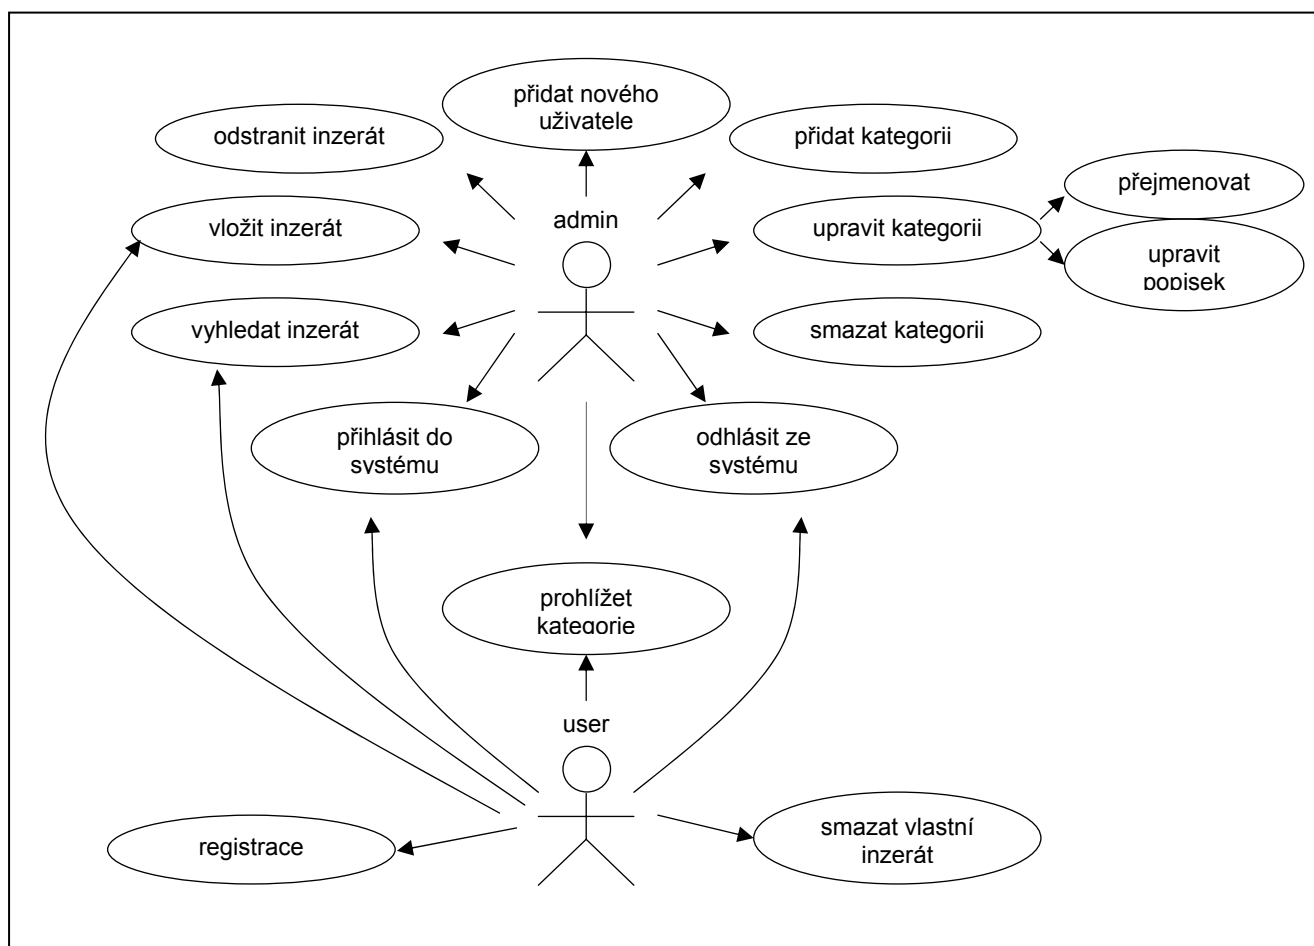 přidat nového
uživatele
odstranit inzerát
přidat kategorii
přejmenovat
admin
vložit inzerát
upravit kategorii
upravit
popisek
vyhledat inzerát
smazat kategorii
přihlásit do
systému
odhlásit ze
systému
prohlížet
kategorie
user
registrace
smazat vlastní
inzerát